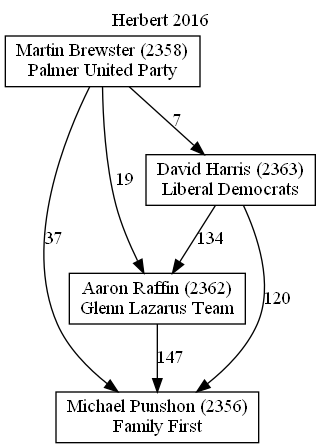 Herbert 2016
Martin Brewster (2358)
Palmer United Party
7
David Harris (2363)
Liberal Democrats
19
37
134
Aaron Raffin (2362)
Glenn Lazarus Team
120
147
Michael Punshon (2356)
Family First